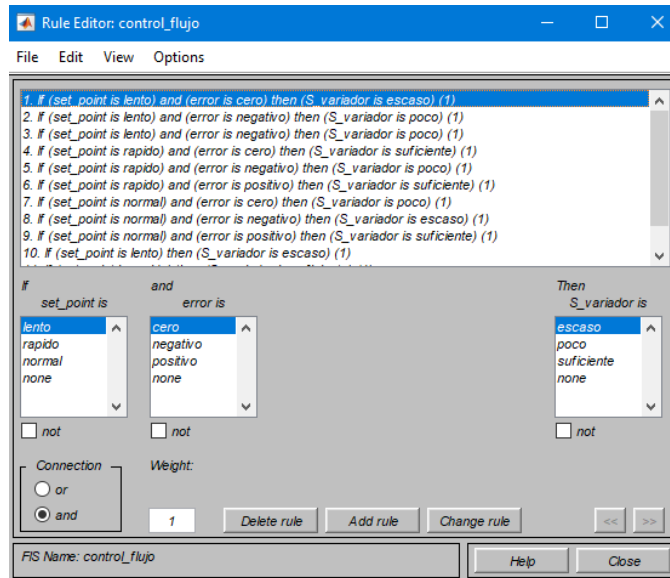 Rule Editor: control_flujo
File Edit View Options
1. If (set_point is lento) and (error is cero) then (S_variador is escaso) (1)
2. If (set_point is lento) and (error is negativo) then (S_variador is poco) (1)
3. If (set_point is lento) and (error is negativo) then (S_variador is poco) (1)
4. If (set_point is rapido) and (error is cero) then (S_variador is suficiente) (1)
5. If (set_point is rapido) and (error is negativo) then (S_variador is poco) (1)
6. If (set_point is rapido) and (error is positivo) then (S_variador is suficiente) (1)
7. If (set_point is normal) and (error is cero) then (S_variador is poco) (1)
8. If (set_point is normal) and (error is negativo) then (S_variador is escaso) (1)
9. If (set_point is normal) and (error is positivo) then (S_variador is suficiente) (1)
10. If (set_point is lento) then (S_variador is escaso) (1)
If and Then
set_point is error is S_variador is
lento cero escaso
rapido negativo poco
normal positivo suficiente
none none none
not not not
Connection Weight:
or
and 1 Delete rule Add rule Change rule << >>
FIS Name: control_flujo Help Close